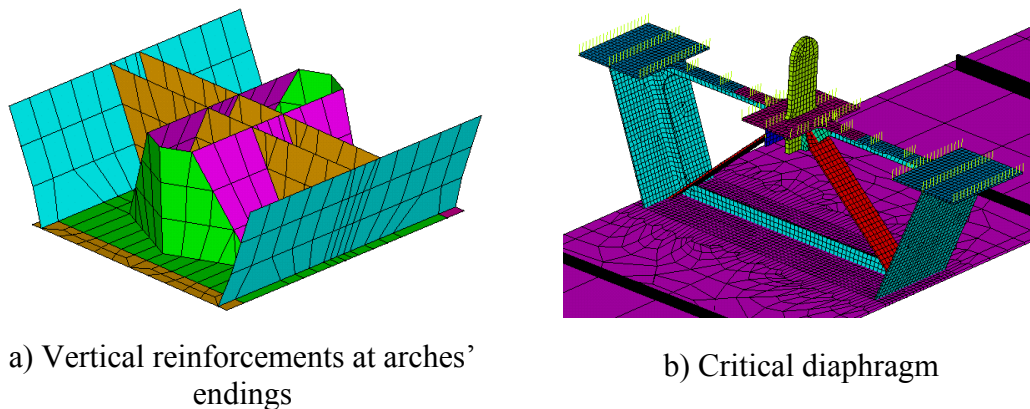 a) Vertical reinforcements at arches’
endings
b) Critical diaphragm